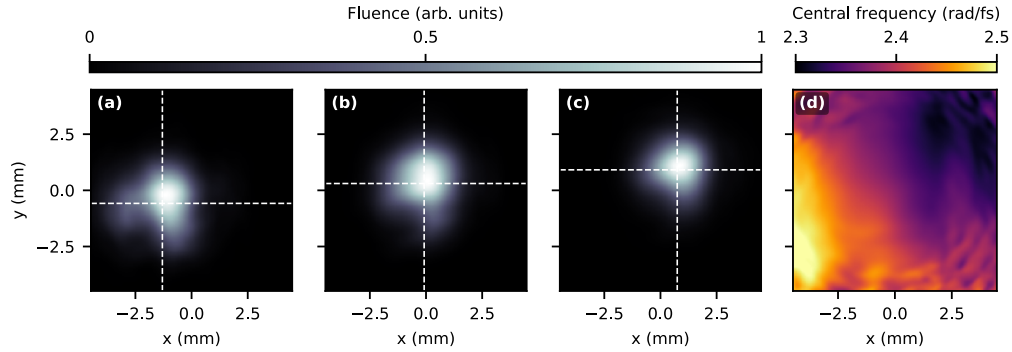 Fluence (arb. units)
Central frequency (rad/fs)
0 0.5 1
2.3 2.4 2.5
(a) (b) (c) (d)
2.5
0.0
−2.5
y (mm)
−2.5 0.0 2.5
−2.5 0.0 2.5
−2.5 0.0 2.5
−2.5 0.0 2.5
x (mm) x (mm) x (mm) x (mm)